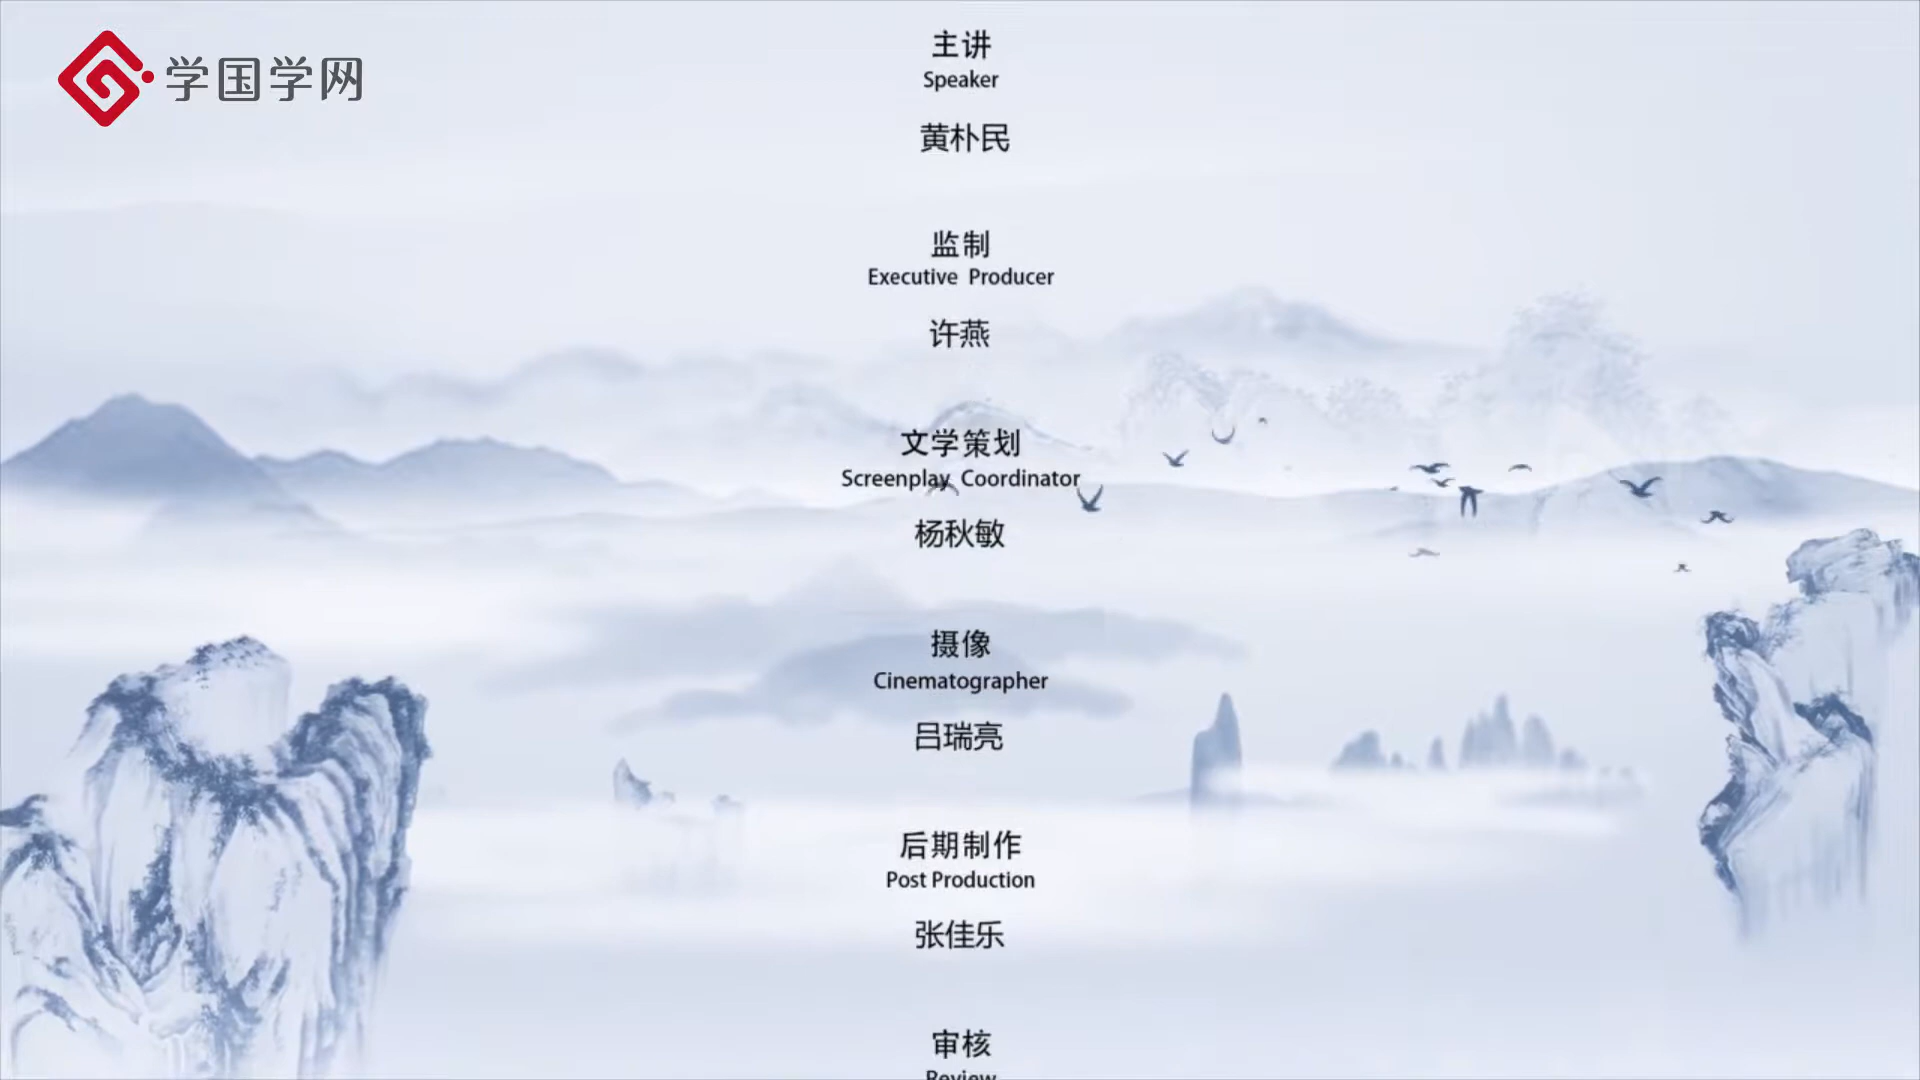 学国学网
主讲
Speaker
黄朴民
监制
Executive Producer
许燕
文学策划
Screenplay Coordinator
杨秋敏
摄像
Cinematographer
吕瑞亮
后期制作
Post Production
张佳乐
审核
Review